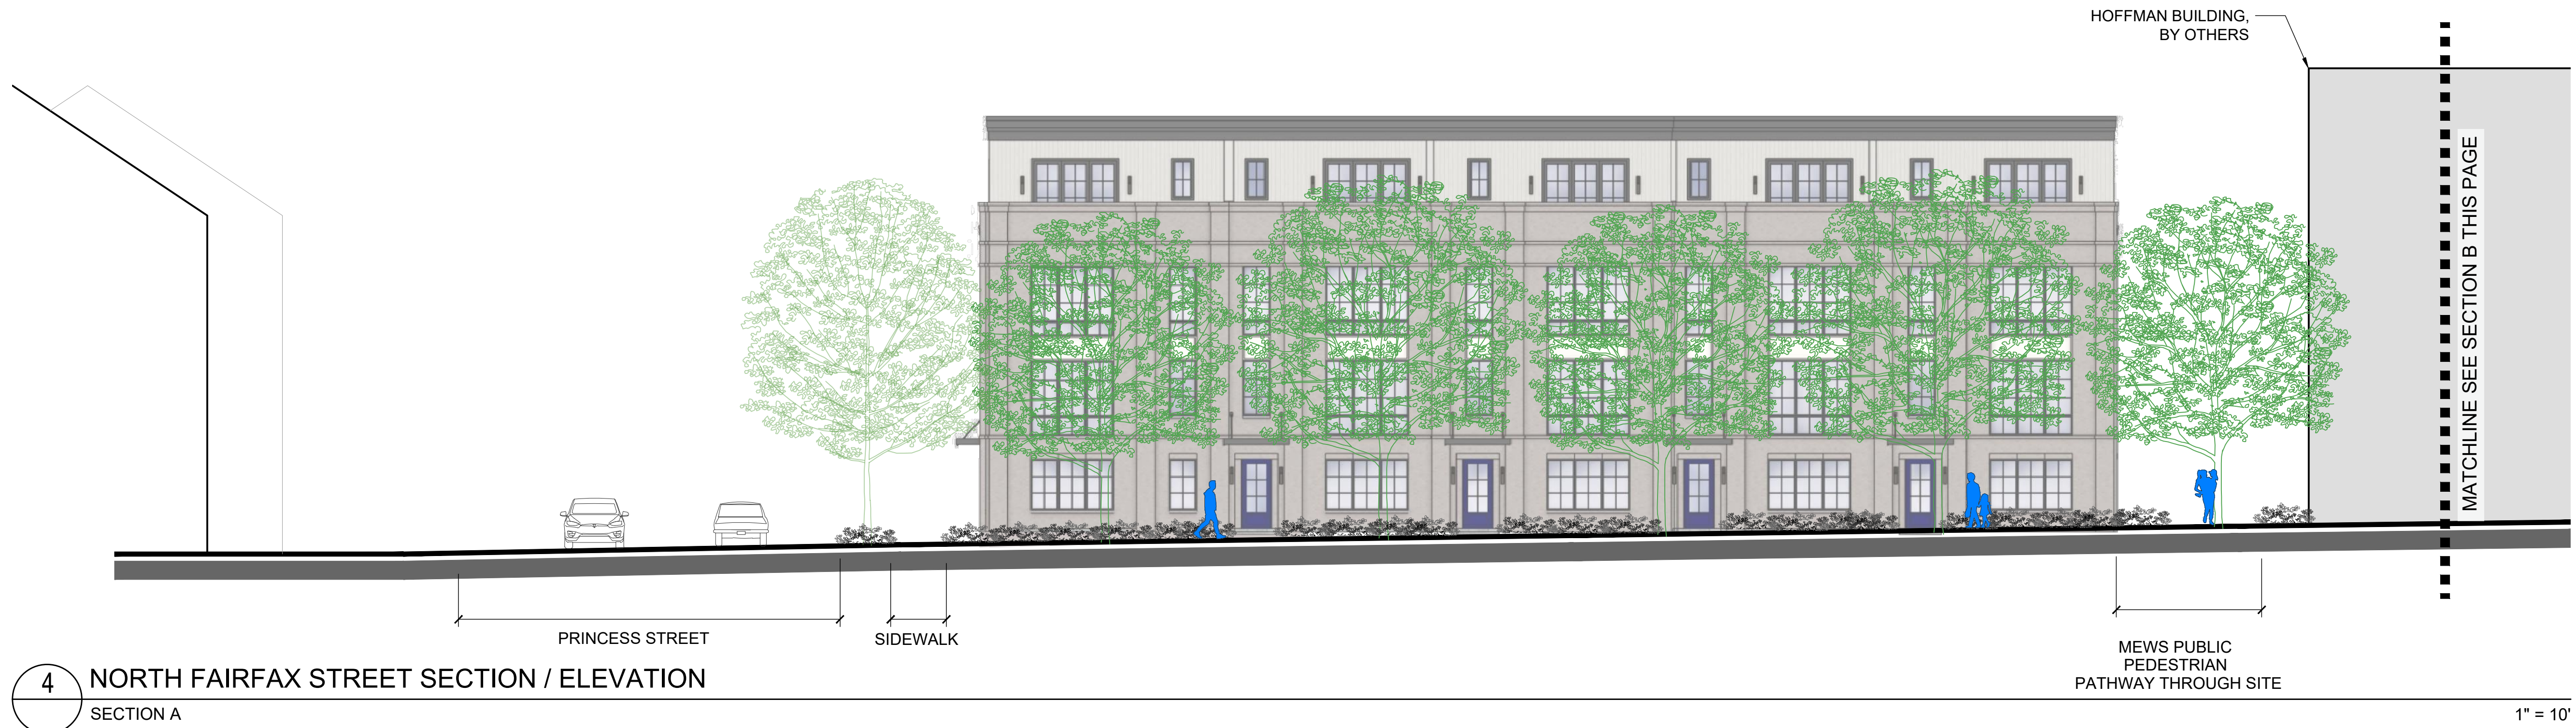 HOFFMAN BUILDING,
BY OTHERS
MATCHLINE SEE SECTION B THIS PAGE
PRINCESS STREET
SIDEWALK
MEWS PUBLIC
PEDESTRIAN
PATHWAY THROUGH SITE
4
NORTH FAIRFAX STREET SECTION / ELEVATION
SECTION A
1" = 10'